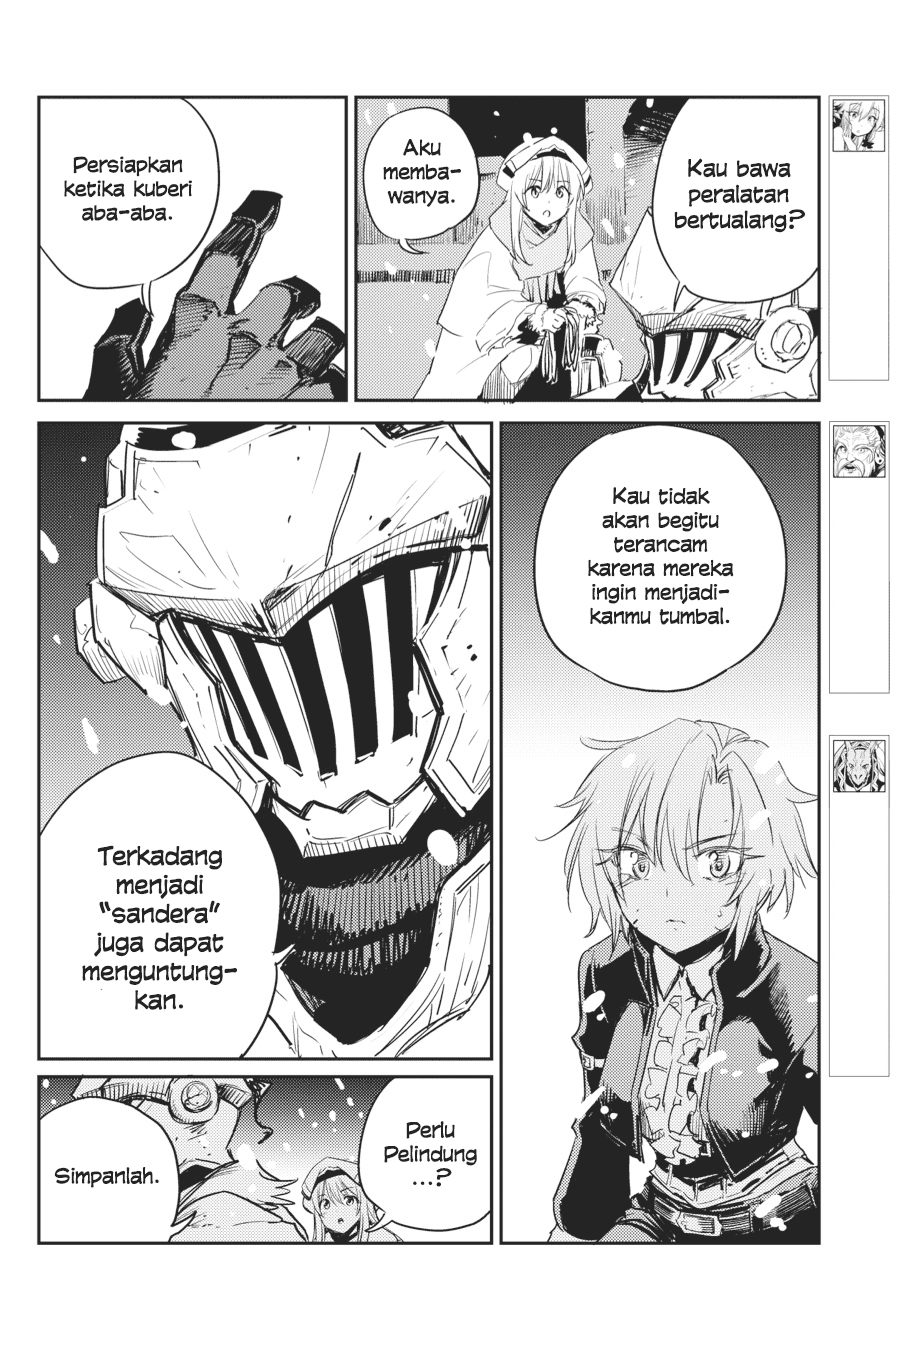 Kau bawa
peralatan
bertualang?
Aku
memba-
wanya.
Persiapkan
ketika kuberi
aba-aba.
Kau tidak
akan begitu
terancam
karena mereka
ingin menjadi-
kanmu tumbal.
Terkadang
menjadi
“sandera”
juga dapat
menguntung-
kan.
Perlu
Pelindung
...?
Simpanlah.